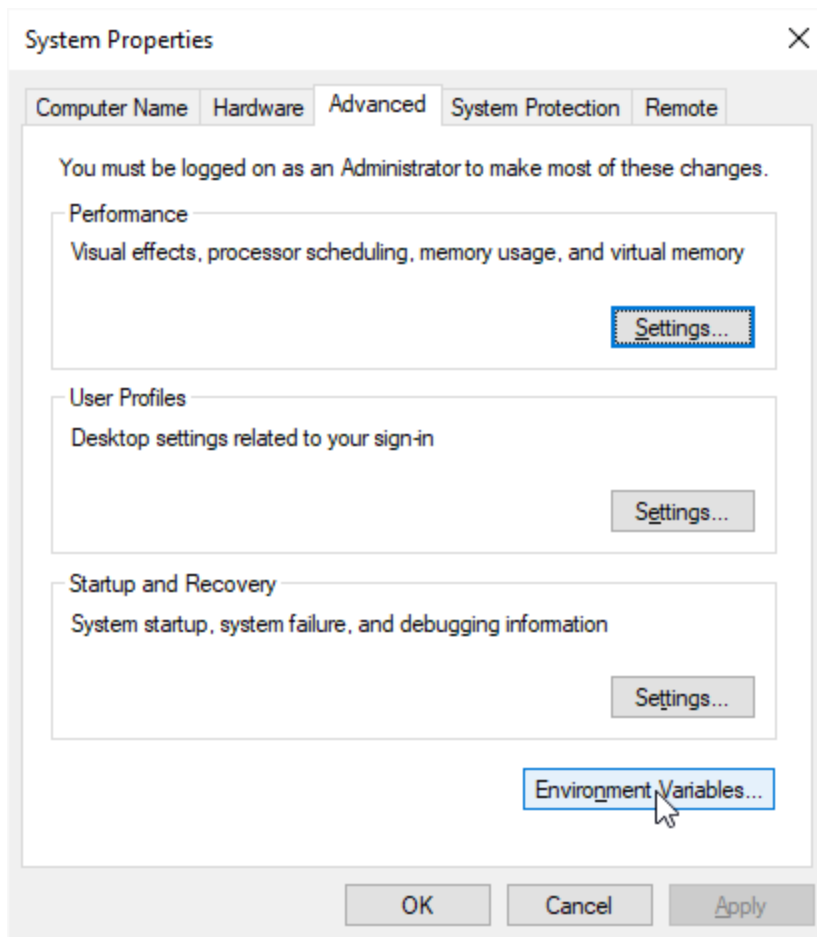 System Properties
Computer Name
Hardware
Advanced
System Protection
Remote
You must be logged on as an Administrator to make most of these changes.
Performance
Visual effects, processor scheduling, memory usage, and virtual memory
Settings...
User Profiles
Desktop settings related to your sign-in
Settings...
Startup and Recovery
System startup, system failure, and debugging information
Settings...
Environment Variables...
OK
Cancel
Apply